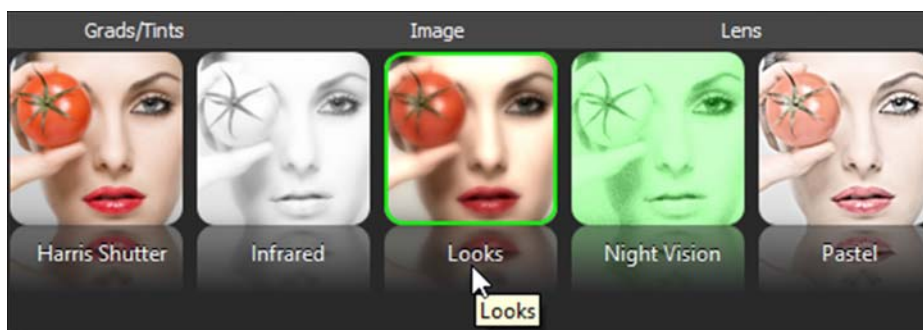 Grads/Tints Image Lens
Harris Shutter Infrared Looks Night Vision Pastel
Looks